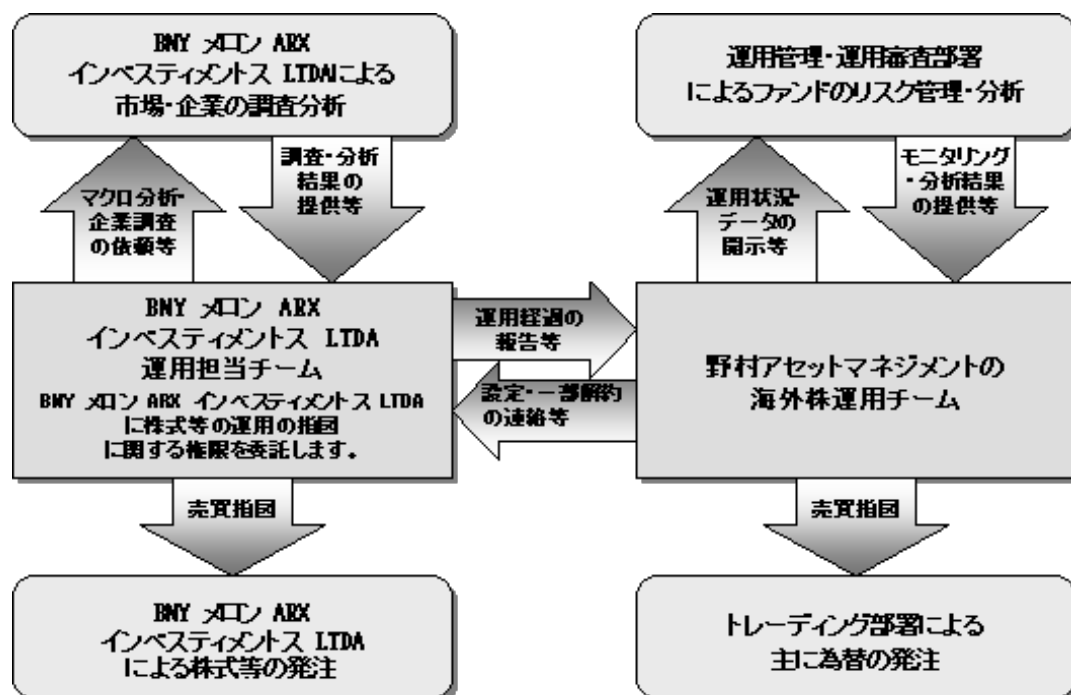 BNY メロン ARX
インベスティメントス LTDAによる
市場・企業の調査分析
運用管理・運用審査部署
によるファンドのリスク管理・分析
マクロ分析・
企業調査
の依頼等
調査・分析
結果の
提供等
運用状況・
データの
開示等
モニタリング
・分析結果
の提供等
BNY メロン ARX
インベスティメントス LTDA
運用担当チーム
BNY メロン ARX インベスティメントス LTDA
に株式等の運用の指図
に関する権限を委託します。
運用経過の
報告等
設定・一部解約
の連絡等
野村アセットマネジメントの
海外株運用チーム
売買指図
売買指図
BNY メロン ARX
インベスティメントス LTDA
による株式等の発注
トレーディング部署による
主に為替の発注